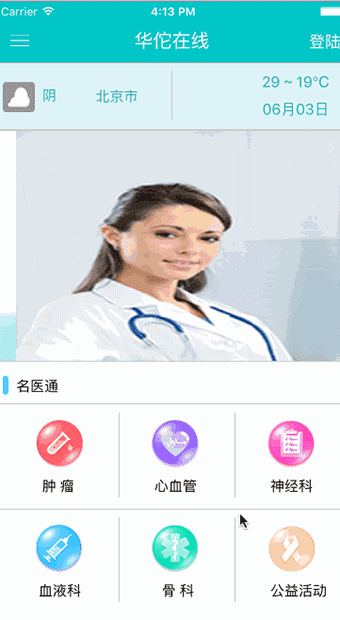 Carrier 4:13 PM
华佗在线 登陆
阴 北京市 29 ~ 19℃
06月03日
名医通
肿 瘤 心血管 神经科
血液科 骨 科 公益活动